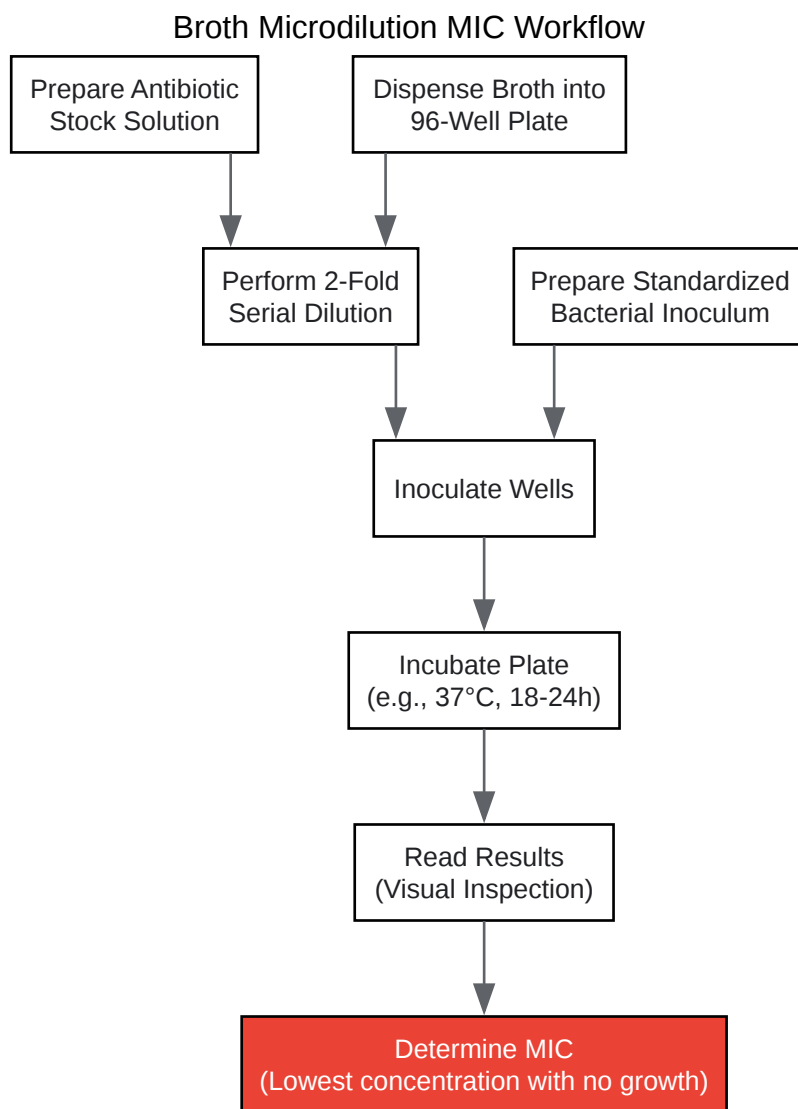 Broth Microdilution MIC Workflow
Prepare Antibiotic
Stock Solution
Dispense Broth into
96-Well Plate
Perform 2-Fold
Serial Dilution
Prepare Standardized
Bacterial Inoculum
Inoculate Wells
Incubate Plate
(e.g., 37°C, 18-24h)
Read Results
(Visual Inspection)
Determine MIC
(Lowest concentration with no growth)